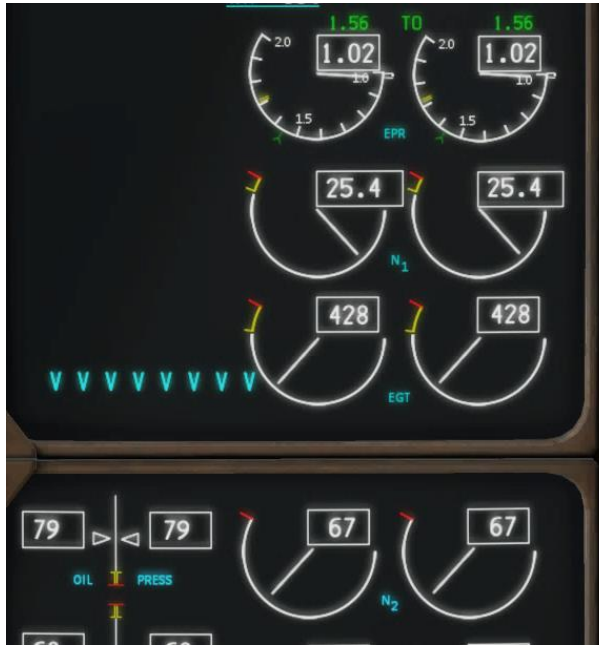 1.56 TO 1.56
2.0 1.02 2.0 1.02
1.0 1.0
1.5 1.5
EPR
25.4 25.4
N1
428 428
V V V V V V V V
EGT
79 79 67 67
OIL PRESS
N2